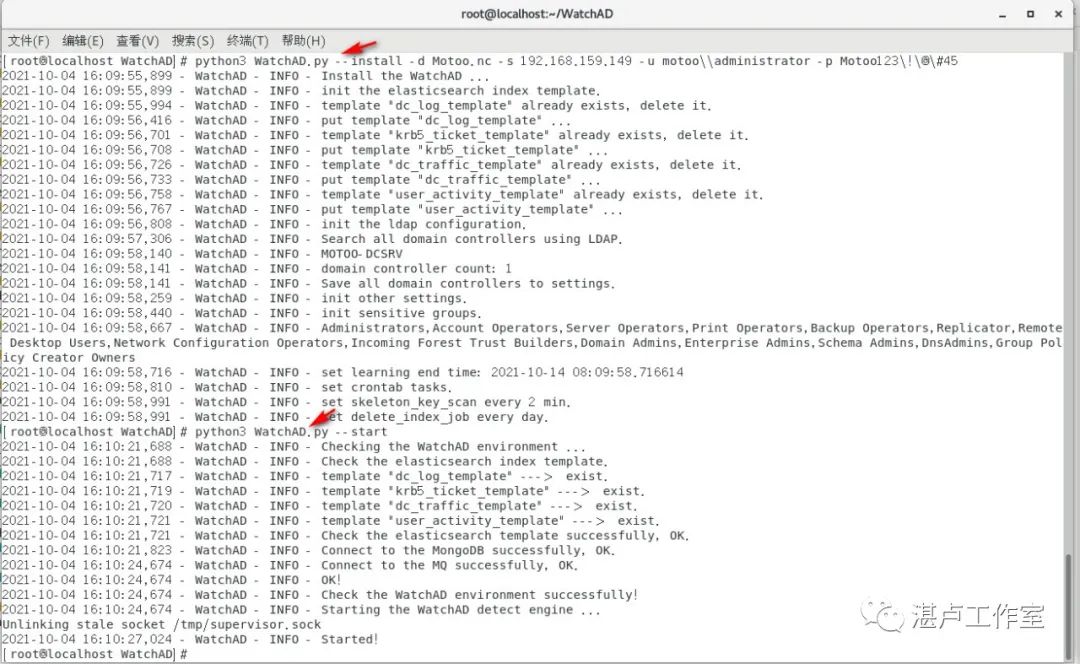 root@localhost:~/WatchAD
文件(F) 编辑(E) 查看(V) 搜索(S) 终端(T) 帮助(H)
[root@localhost WatchAD]# python3 WatchAD.py --install -d Motoo.nc -s 192.168.159.149 -u motoo\\administrator -p Motoo123\!\@\#45
2021-10-04 16:09:55,899 - WatchAD - INFO - Install the WatchAD ...
2021-10-04 16:09:55,899 - WatchAD - INFO - init the elasticsearch index template.
2021-10-04 16:09:55,994 - WatchAD - INFO - template "dc_log_template" already exists, delete it.
2021-10-04 16:09:56,416 - WatchAD - INFO - put template "dc_log_template" ...
2021-10-04 16:09:56,701 - WatchAD - INFO - template "krb5_ticket_template" already exists, delete it.
2021-10-04 16:09:56,708 - WatchAD - INFO - put template "krb5_ticket_template" ...
2021-10-04 16:09:56,726 - WatchAD - INFO - template "dc_traffic_template" already exists, delete it.
2021-10-04 16:09:56,733 - WatchAD - INFO - put template "dc_traffic_template" ...
2021-10-04 16:09:56,758 - WatchAD - INFO - template "user_activity_template" already exists, delete it.
2021-10-04 16:09:56,767 - WatchAD - INFO - put template "user_activity_template" ...
2021-10-04 16:09:56,808 - WatchAD - INFO - init the ldap configuration.
2021-10-04 16:09:57,306 - WatchAD - INFO - Search all domain controllers using LDAP.
2021-10-04 16:09:58,140 - WatchAD - INFO - MOTOO-DCSRV
2021-10-04 16:09:58,141 - WatchAD - INFO - domain controller count: 1
2021-10-04 16:09:58,141 - WatchAD - INFO - Save all domain controllers to settings.
2021-10-04 16:09:58,259 - WatchAD - INFO - init other settings.
2021-10-04 16:09:58,440 - WatchAD - INFO - init sensitive groups.
2021-10-04 16:09:58,667 - WatchAD - INFO - Administrators,Account Operators,Server Operators,Print Operators,Backup Operators,Replicator,Remote
Desktop Users,Network Configuration Operators,Incoming Forest Trust Builders,Domain Admins,Enterprise Admins,Schema Admins,DnsAdmins,Group Pol
icy Creator Owners
2021-10-04 16:09:58,716 - WatchAD - INFO - set learning end time: 2021-10-14 08:09:58.716614
2021-10-04 16:09:58,810 - WatchAD - INFO - set crontab tasks.
2021-10-04 16:09:58,991 - WatchAD - INFO - set skeleton_key_scan every 2 min.
2021-10-04 16:09:58,991 - WatchAD - INFO - set delete_index_job every day.
[root@localhost WatchAD]# python3 WatchAD.py --start
2021-10-04 16:10:21,688 - WatchAD - INFO - Checking the WatchAD environment ...
2021-10-04 16:10:21,688 - WatchAD - INFO - Check the elasticsearch index template.
2021-10-04 16:10:21,717 - WatchAD - INFO - template "dc_log_template" ---> exist.
2021-10-04 16:10:21,719 - WatchAD - INFO - template "krb5_ticket_template" ---> exist.
2021-10-04 16:10:21,720 - WatchAD - INFO - template "dc_traffic_template" ---> exist.
2021-10-04 16:10:21,721 - WatchAD - INFO - template "user_activity_template" ---> exist.
2021-10-04 16:10:21,721 - WatchAD - INFO - Check the elasticsearch template successfully, OK.
2021-10-04 16:10:21,823 - WatchAD - INFO - Connect to the MongoDB successfully, OK.
2021-10-04 16:10:24,674 - WatchAD - INFO - Connect to the MQ successfully, OK.
2021-10-04 16:10:24,674 - WatchAD - INFO - OK!
2021-10-04 16:10:24,674 - WatchAD - INFO - Check the WatchAD environment successfully!
2021-10-04 16:10:24,674 - WatchAD - INFO - Starting the WatchAD detect engine ...
Unlinking stale socket /tmp/supervisor.sock
2021-10-04 16:10:27,024 - WatchAD - INFO - Started!
[root@localhost WatchAD]#
湛卢工作室